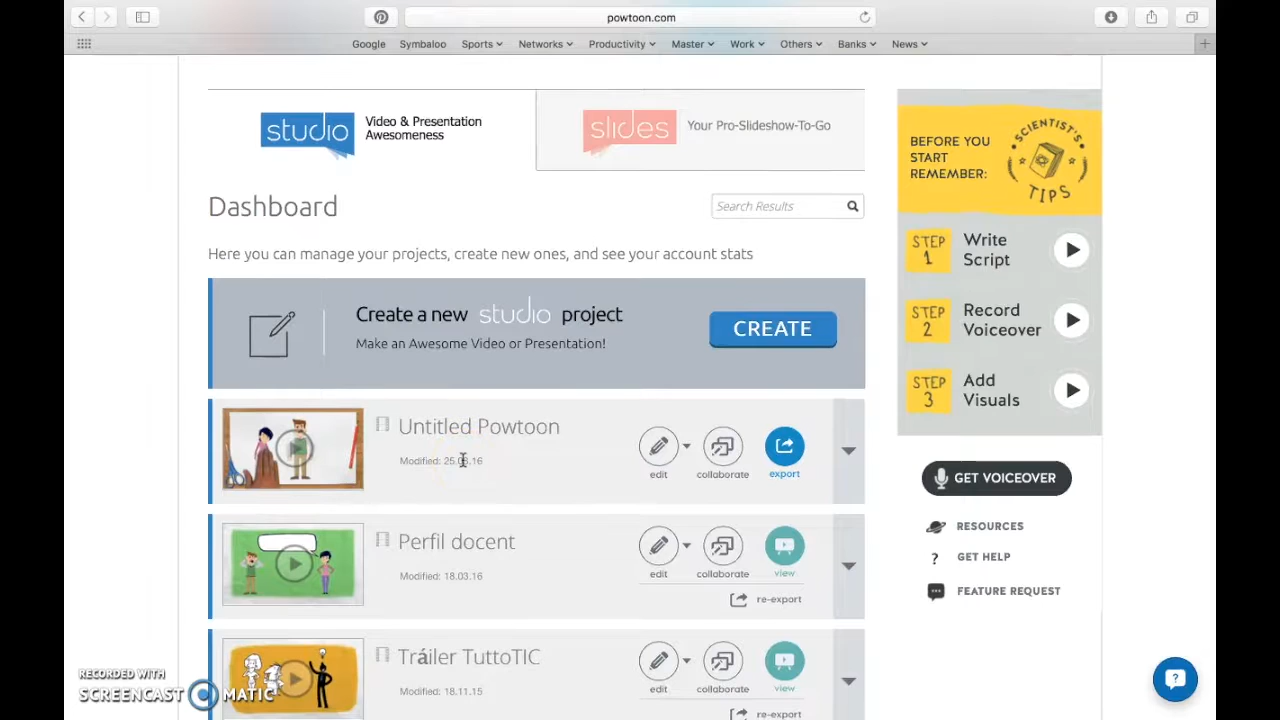 powtoon.com
Google Symbaloo Sports Networks Productivity Master Work Others Banks News
studio Video & Presentation
Awesomeness
slides Your Pro-Slideshow-To-Go
Dashboard
Search Results
Here you can manage your projects, create new ones, and see your account stats
Create a new studio project
Make an Awesome Video or Presentation!
CREATE
Untitled Powtoon
Modified: 25.03.16
edit collaborate export
Perfil docent
Modified: 18.03.16
edit collaborate view
re-export
Tráiler TuttoTIC
Modified: 18.11.15
edit collaborate view
re-export
BEFORE YOU
START
REMEMBER:
SCIENTIST'S
TIPS
STEP
1
Write
Script
STEP
2
Record
Voiceover
STEP
3
Add
Visuals
GET VOICEOVER
RESOURCES
? GET HELP
FEATURE REQUEST
?
RECORDED WITH
SCREENCAST MATIC